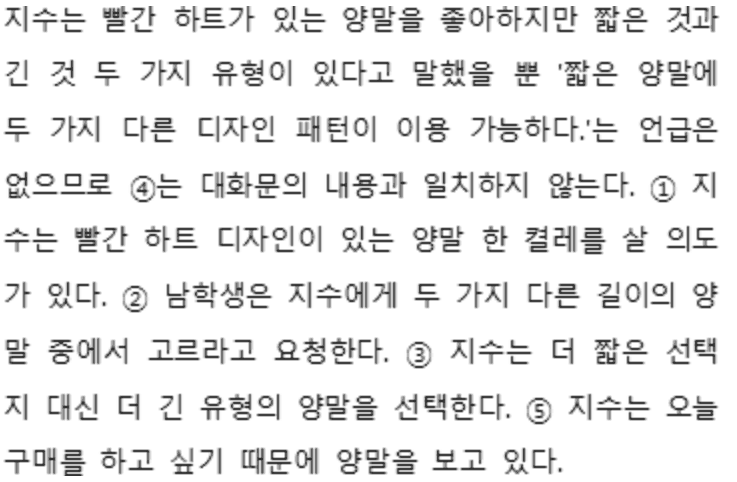 지수는 빨간 하트가 있는 양말을 좋아하지만 짧은 것과
긴 것 두 가지 유형이 있다고 말했을 뿐 '짧은 양말에
두 가지 다른 디자인 패턴이 이용 가능하다.'는 언급은
없으므로 ④는 대화문의 내용과 일치하지 않는다. ① 지
수는 빨간 하트 디자인이 있는 양말 한 켤레를 살 의도
가 있다. ② 남학생은 지수에게 두 가지 다른 길이의 양
말 중에서 고르라고 요청한다. ③ 지수는 더 짧은 선택
지 대신 더 긴 유형의 양말을 선택한다. ⑤ 지수는 오늘
구매를 하고 싶기 때문에 양말을 보고 있다.